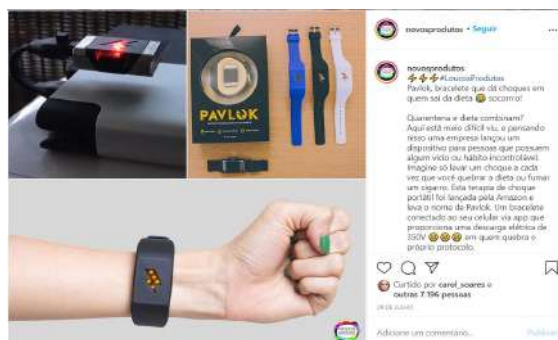 PAVLOK
novosprodutos • Seguir
novosprodutos
#LoucosProdutos
Pavlok, bracelete que dá choques em
quem sai da dieta 😅 socorro!
Quarentena e dieta combinam?
Aqui está meio difícil viu, e pensando
nisso uma empresa lançou um
dispositivo para pessoas que possuem
algum vício ou hábito incontrolável.
Imagine só levar um choque a cada
vez que você quebrar a dieta ou fumar
um cigarro. Esta terapia de choque
portátil foi lançada pela Amazon e
leva o nome de Pavlok. Um bracelete
conectado ao seu celular via app que
proporciona uma descarga elétrica de
350V 😅😅😅 em quem quebra o
próprio protocolo.
Curtido por carol_soares e
outras 7.196 pessoas
DE JULHO
Adicione um comentário...
Publicar